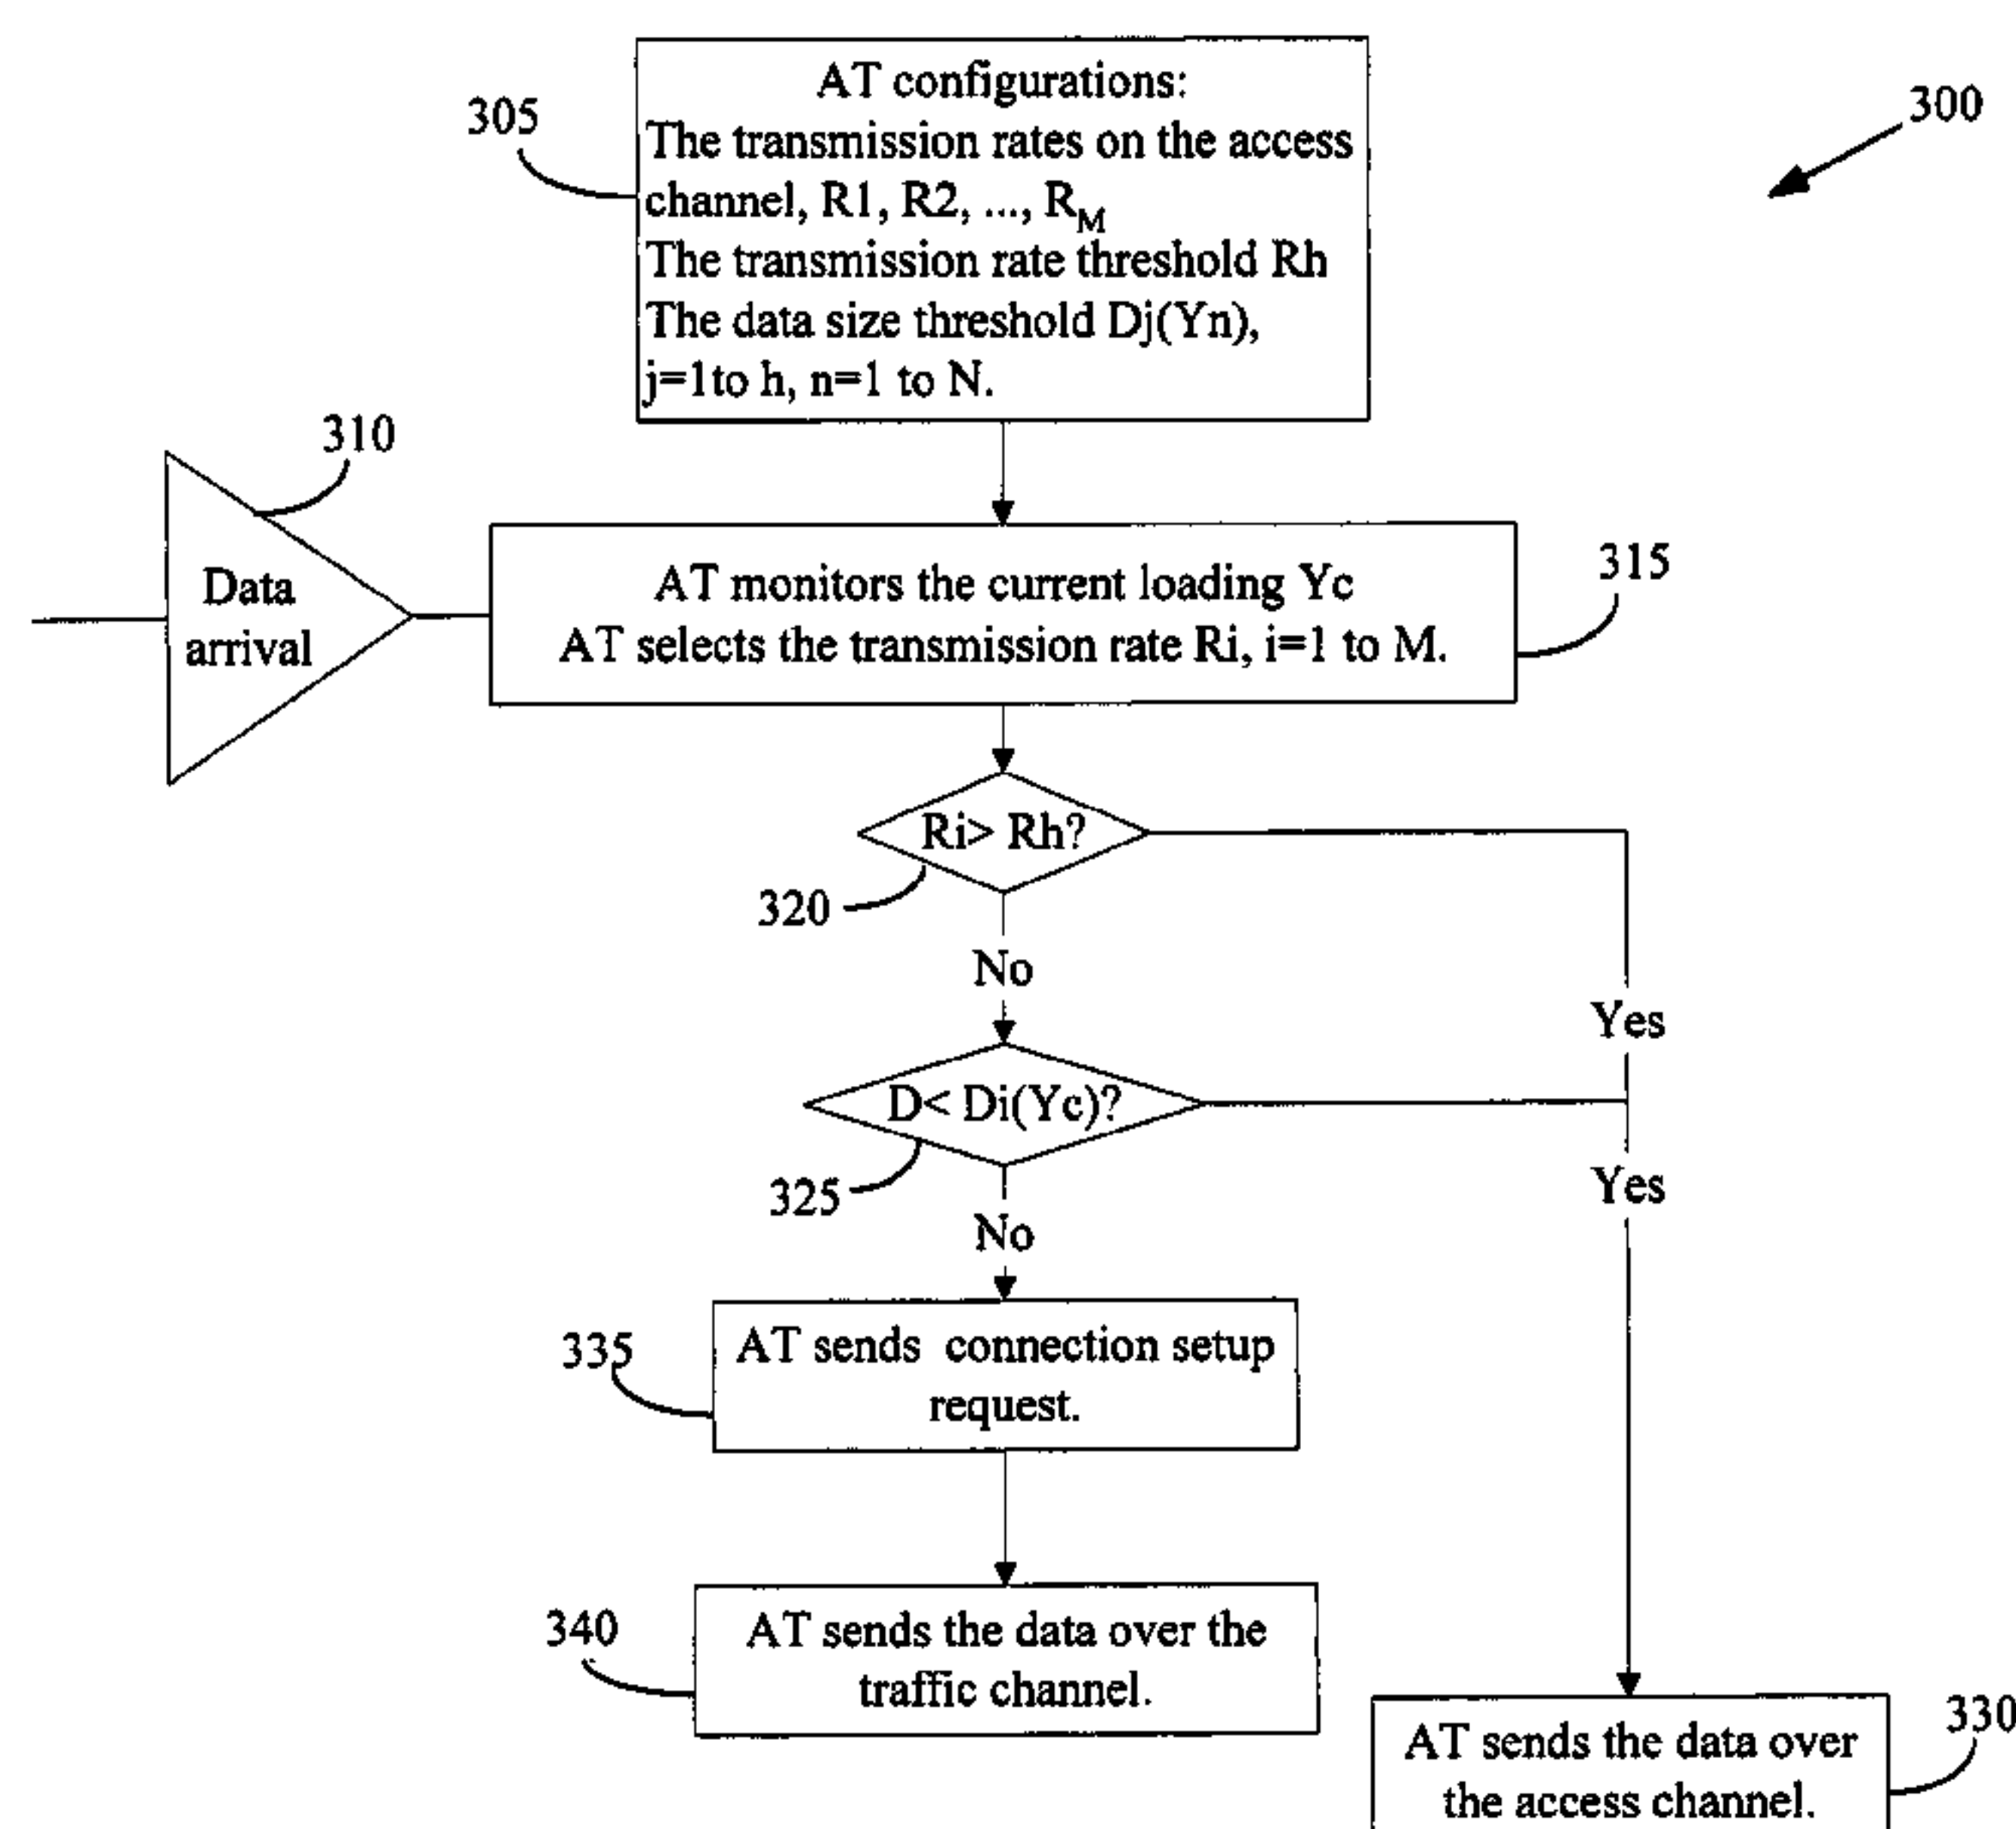 AT configurations:
The transmission rates on the access
channel, R1, R2, ..., RM
The transmission rate threshold Rh
The data size threshold Dj(Yn),
j=1to h, n=1 to N.
305
300
310
Data
arrival
AT monitors the current loading Yc
AT selects the transmission rate Ri, i=1 to M.
315
Ri> Rh?
320
No
Yes
D< Di(Yc)?
325
Yes
No
335
AT sends connection setup
request.
340
AT sends the data over the
traffic channel.
330
AT sends the data over
the access channel.